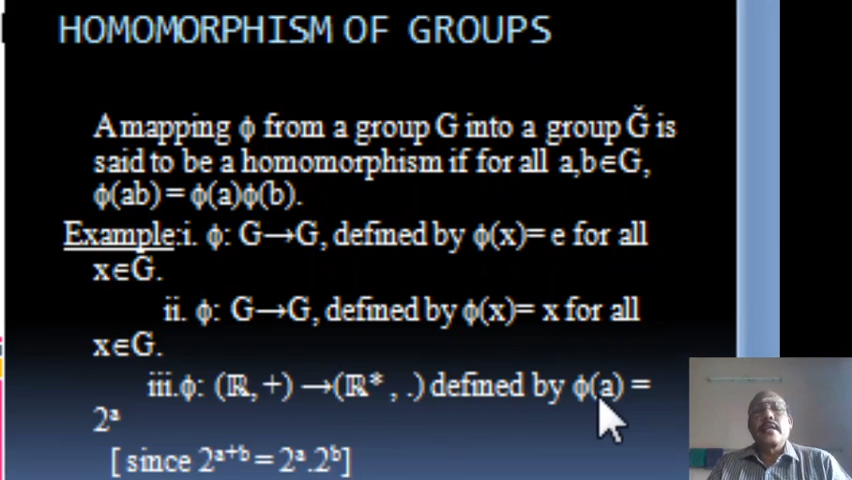 HOMOMORPHISM OF GROUPS
A mapping ϕ from a group G into a group Ğ is
said to be a homomorphism if for all a,b∈G,
ϕ(ab) = ϕ(a)ϕ(b).
Example:i. ϕ: G→G, defined by ϕ(x)= e for all
x∈G.
ii. ϕ: G→G, defined by ϕ(x)= x for all
x∈G.
iii.ϕ: (ℝ, +) →(ℝ* , .) defined by ϕ(a) =
2ᵃ
[ since 2ᵃ⁺ᵇ = 2ᵃ.2ᵇ]